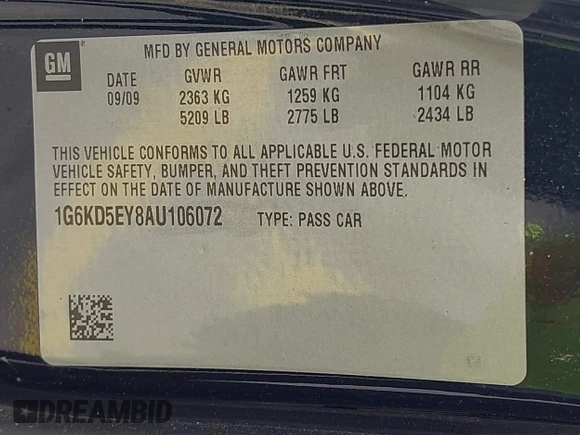 GM
MFD BY GENERAL MOTORS COMPANY
DATE GVWR GAWR FRT GAWR RR
09/09 2363 KG 1259 KG 1104 KG
5209 LB 2775 LB 2434 LB
THIS VEHICLE CONFORMS TO ALL APPLICABLE U.S. FEDERAL MOTOR
VEHICLE SAFETY, BUMPER, AND THEFT PREVENTION STANDARDS IN
EFFECT ON THE DATE OF MANUFACTURE SHOWN ABOVE.
1G6KD5EY8AU106072 TYPE: PASS CAR
DREAMBID